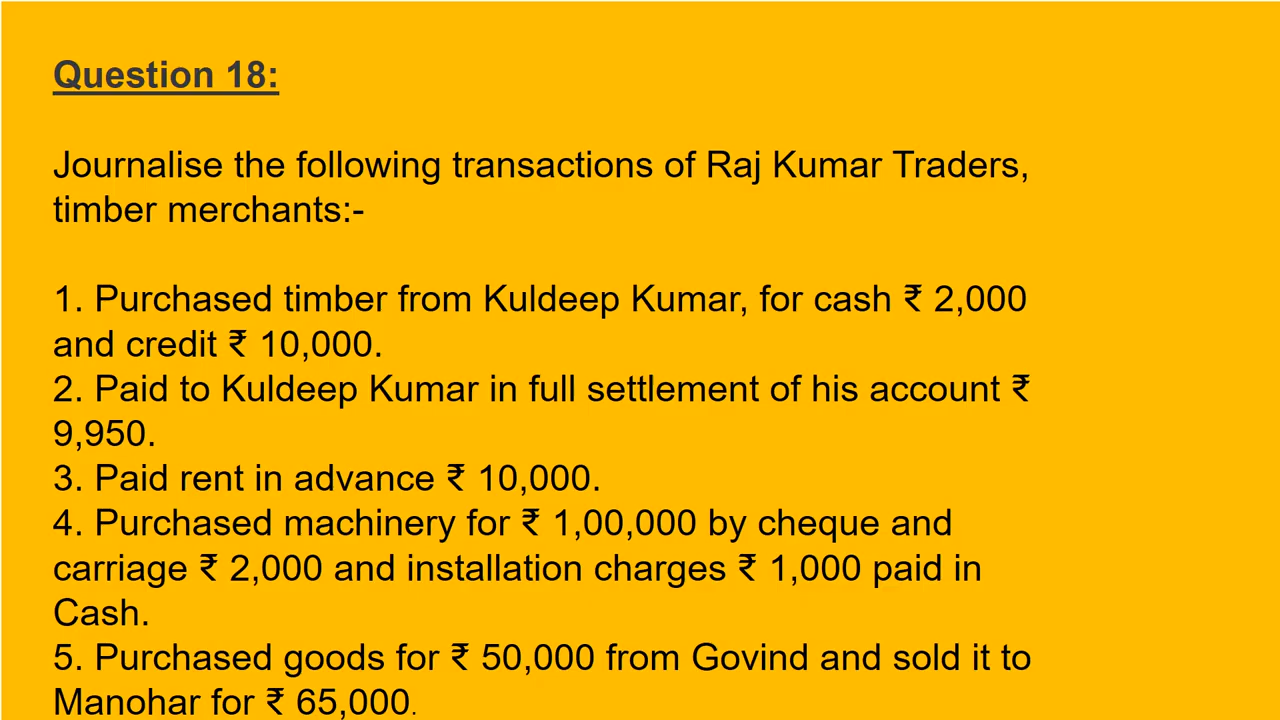 Question 18:
Journalise the following transactions of Raj Kumar Traders,
timber merchants:-
1. Purchased timber from Kuldeep Kumar, for cash ₹ 2,000
and credit ₹ 10,000.
2. Paid to Kuldeep Kumar in full settlement of his account ₹
9,950.
3. Paid rent in advance ₹ 10,000.
4. Purchased machinery for ₹ 1,00,000 by cheque and
carriage ₹ 2,000 and installation charges ₹ 1,000 paid in
Cash.
5. Purchased goods for ₹ 50,000 from Govind and sold it to
Manohar for ₹ 65,000.